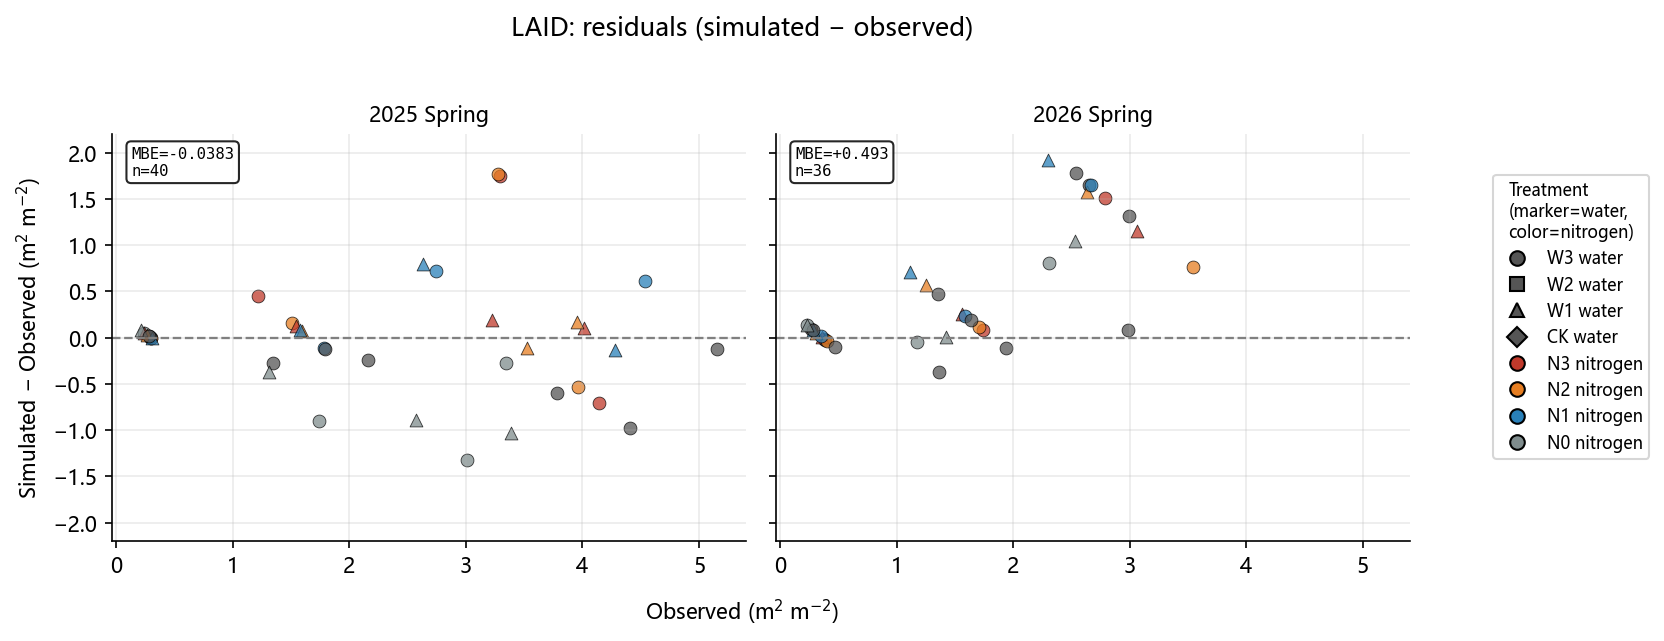 LAID: residuals (simulated − observed)
2025 Spring
2026 Spring
MBE=-0.0383
n=40
MBE=+0.493
n=36
Simulated − Observed (m² m⁻²)
2.0
1.5
1.0
0.5
0.0
−0.5
−1.0
−1.5
−2.0
0 1 2 3 4 5
0 1 2 3 4 5
Observed (m² m⁻²)
Treatment
(marker=water,
color=nitrogen)
W3 water
W2 water
W1 water
CK water
N3 nitrogen
N2 nitrogen
N1 nitrogen
N0 nitrogen